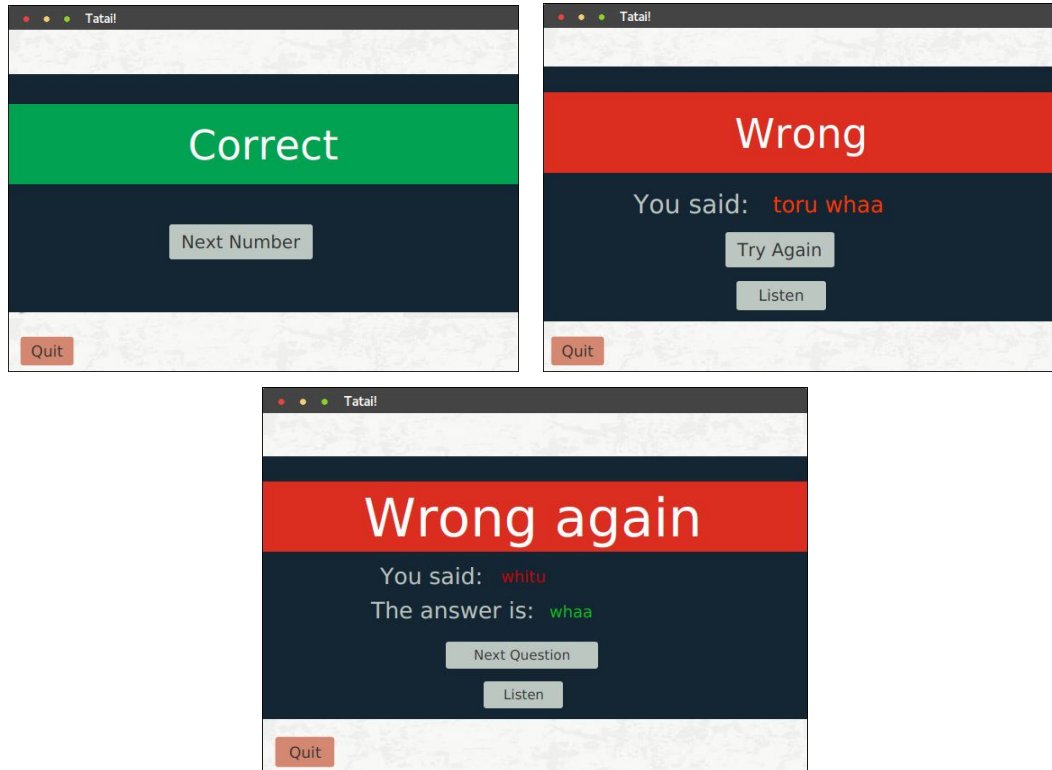 Tatai!
Correct
Next Number
Quit
Tatai!
Wrong
You said: toru whaa
Try Again
Listen
Quit
Tatai!
Wrong again
You said: whitu
The answer is: whaa
Next Question
Listen
Quit